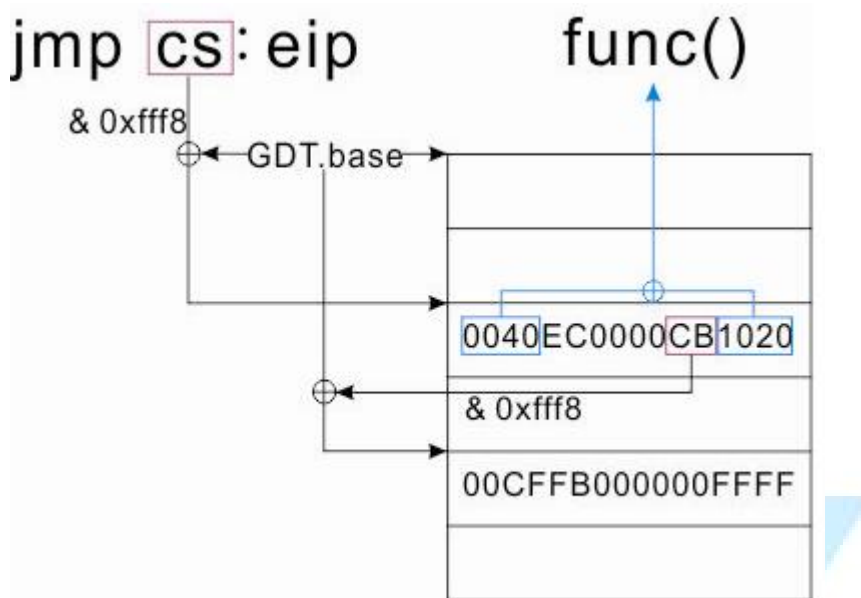 jmp cs: eip
func()
& 0xfff8
GDT.base
0040EC0000CB1020
& 0xfff8
00CFFB000000FFFF